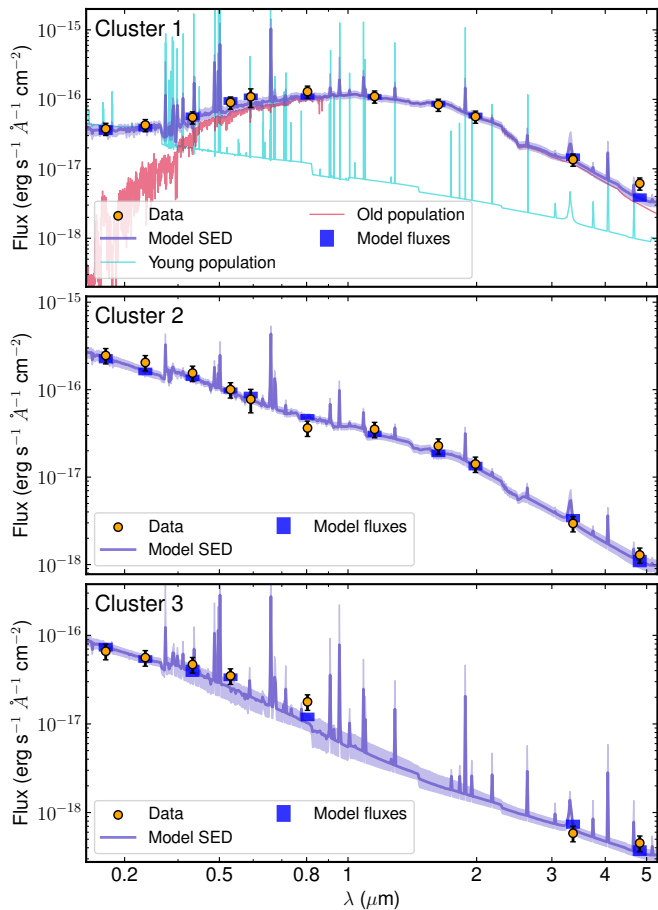 Cluster 1
10⁻¹⁵
10⁻¹⁶
10⁻¹⁷
10⁻¹⁸
Flux (erg s⁻¹ Å⁻¹ cm⁻²)
Data
Model SED
Young population
Old population
Model fluxes
Cluster 2
10⁻¹⁵
10⁻¹⁶
10⁻¹⁷
10⁻¹⁸
Flux (erg s⁻¹ Å⁻¹ cm⁻²)
Data
Model SED
Model fluxes
Cluster 3
10⁻¹⁶
10⁻¹⁷
10⁻¹⁸
Flux (erg s⁻¹ Å⁻¹ cm⁻²)
Data
Model SED
Model fluxes
0.2 0.5 0.8 1 2 3 4 5
λ (μm)